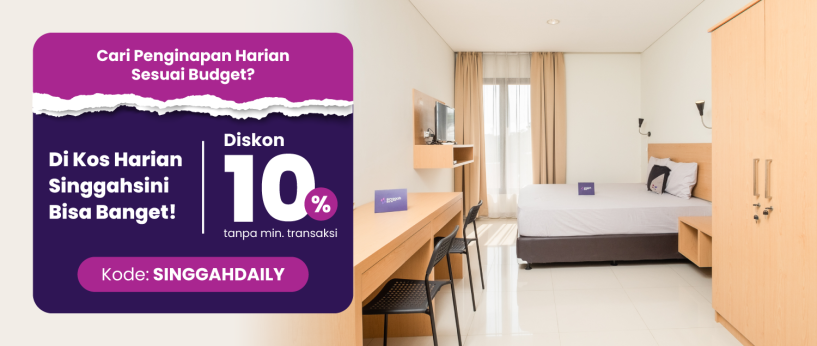 Cari Penginapan Harian
Sesuai Budget?
Di Kos Harian
Singgahsini
Bisa Banget!
Diskon
10%
tanpa min. transaksi
Kode: SINGGAHDAILY